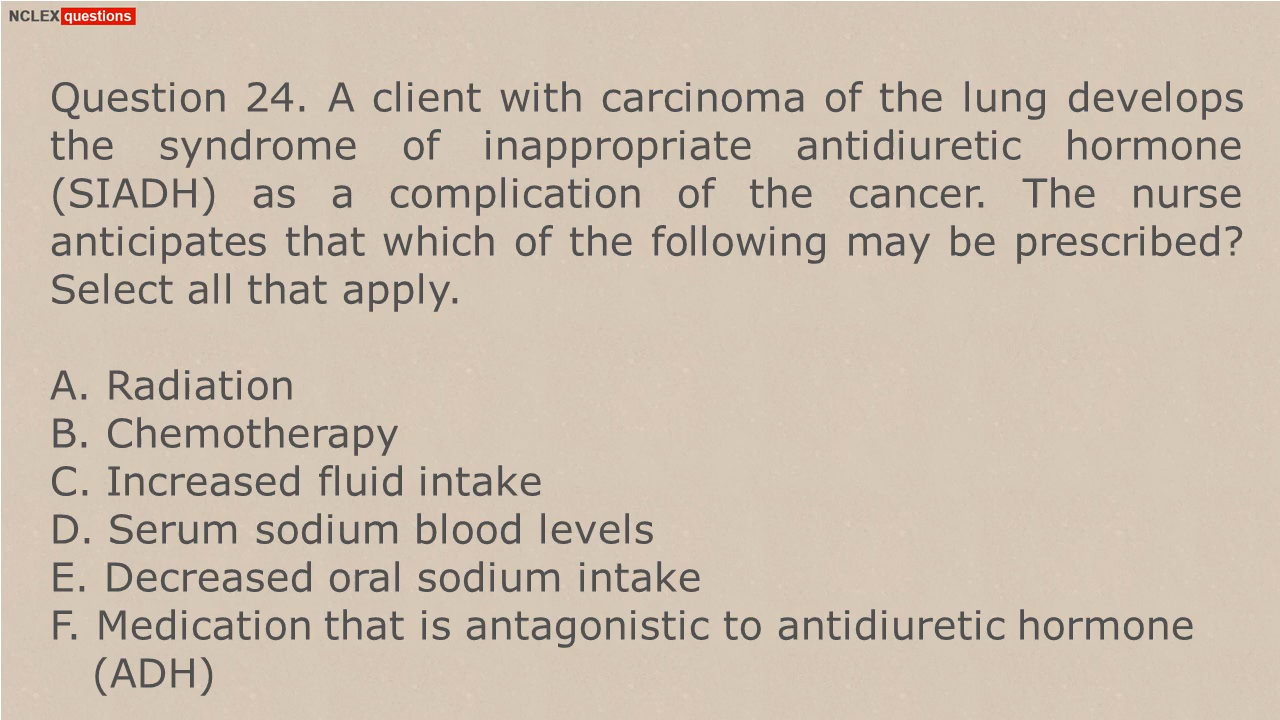 NCLEX questions
Question 24. A client with carcinoma of the lung develops
the syndrome of inappropriate antidiuretic hormone
(SIADH) as a complication of the cancer. The nurse
anticipates that which of the following may be prescribed?
Select all that apply.
A. Radiation
B. Chemotherapy
C. Increased fluid intake
D. Serum sodium blood levels
E. Decreased oral sodium intake
F. Medication that is antagonistic to antidiuretic hormone
(ADH)